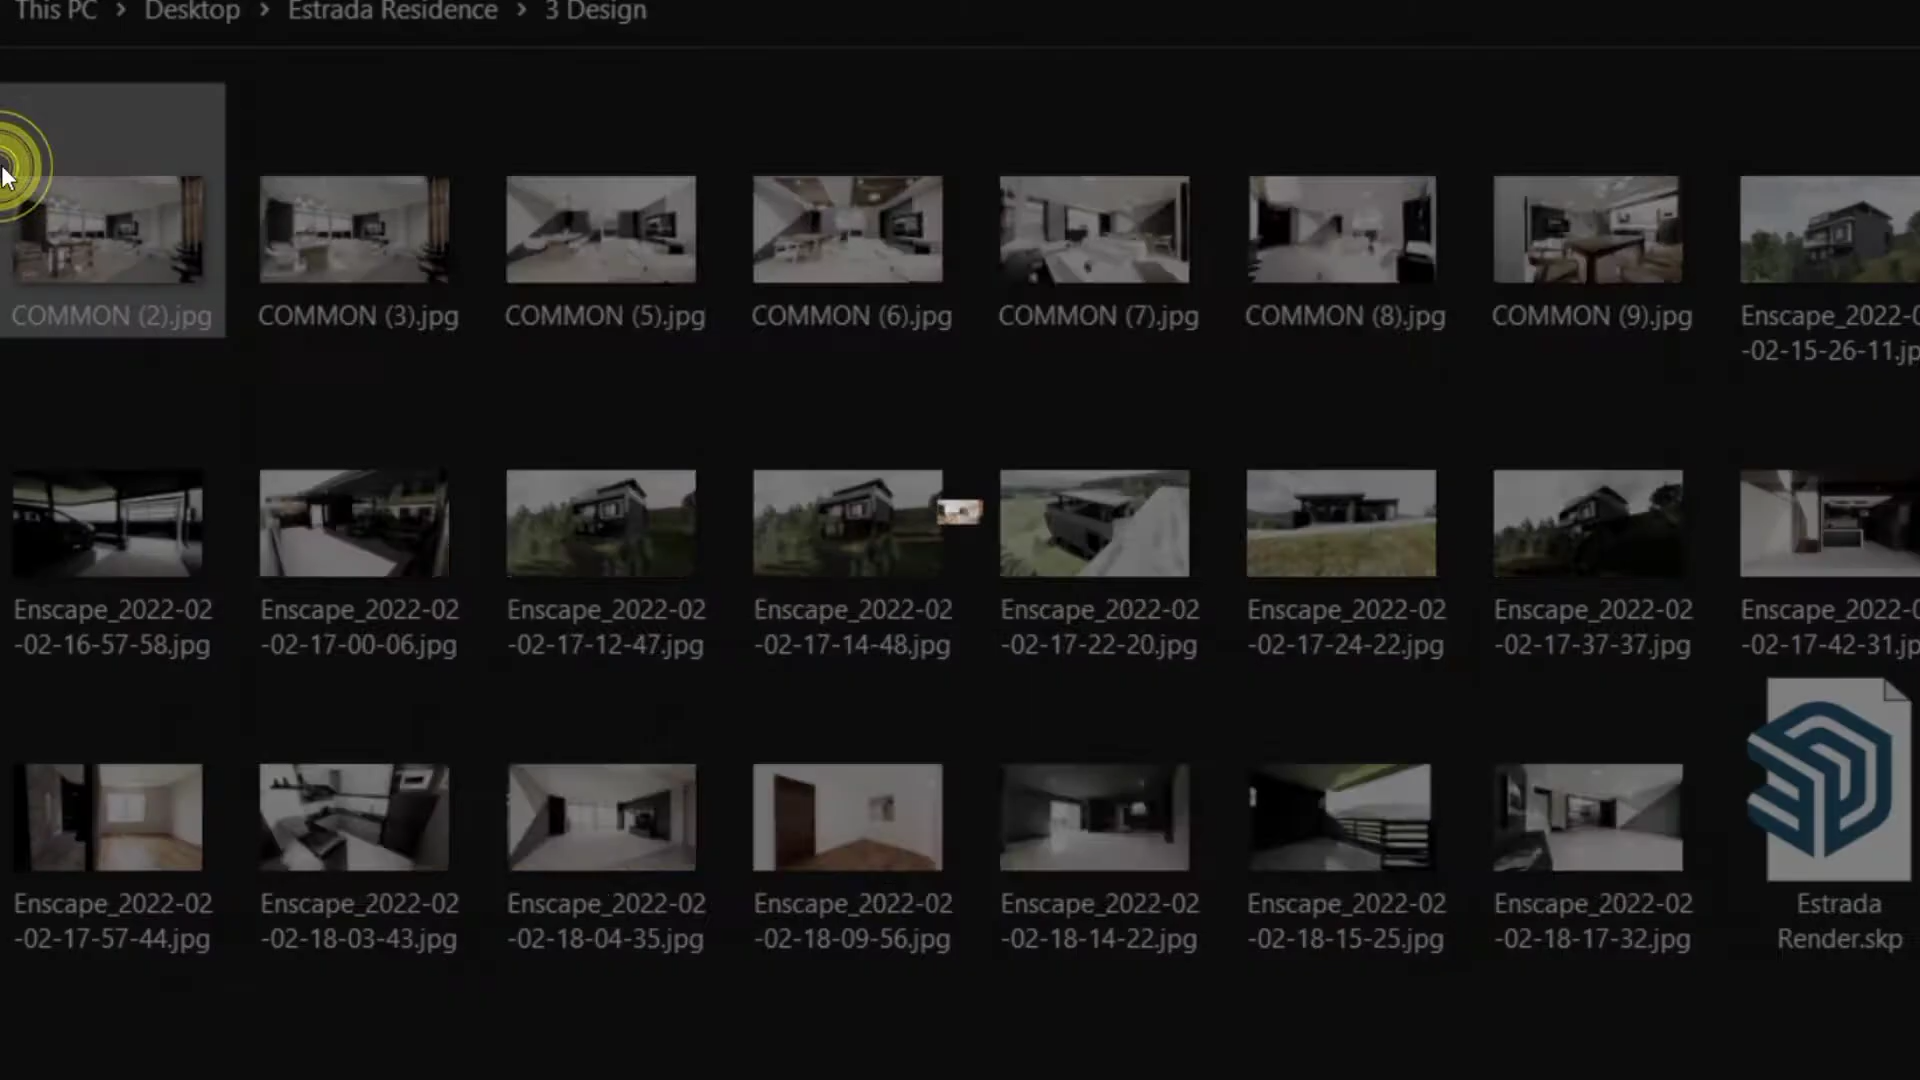 This PC > Desktop > Estrada Residence > 3 Design
COMMON (2).jpg
COMMON (3).jpg
COMMON (5).jpg
COMMON (6).jpg
COMMON (7).jpg
COMMON (8).jpg
COMMON (9).jpg
Enscape_2022-0
-02-15-26-11.jp
Enscape_2022-02
-02-16-57-58.jpg
Enscape_2022-02
-02-17-00-06.jpg
Enscape_2022-02
-02-17-12-47.jpg
Enscape_2022-02
-02-17-14-48.jpg
Enscape_2022-02
-02-17-22-20.jpg
Enscape_2022-02
-02-17-24-22.jpg
Enscape_2022-02
-02-17-37-37.jpg
Enscape_2022-0
-02-17-42-31.jp
Enscape_2022-02
-02-17-57-44.jpg
Enscape_2022-02
-02-18-03-43.jpg
Enscape_2022-02
-02-18-04-35.jpg
Enscape_2022-02
-02-18-09-56.jpg
Enscape_2022-02
-02-18-14-22.jpg
Enscape_2022-02
-02-18-15-25.jpg
Enscape_2022-02
-02-18-17-32.jpg
Estrada
Render.skp